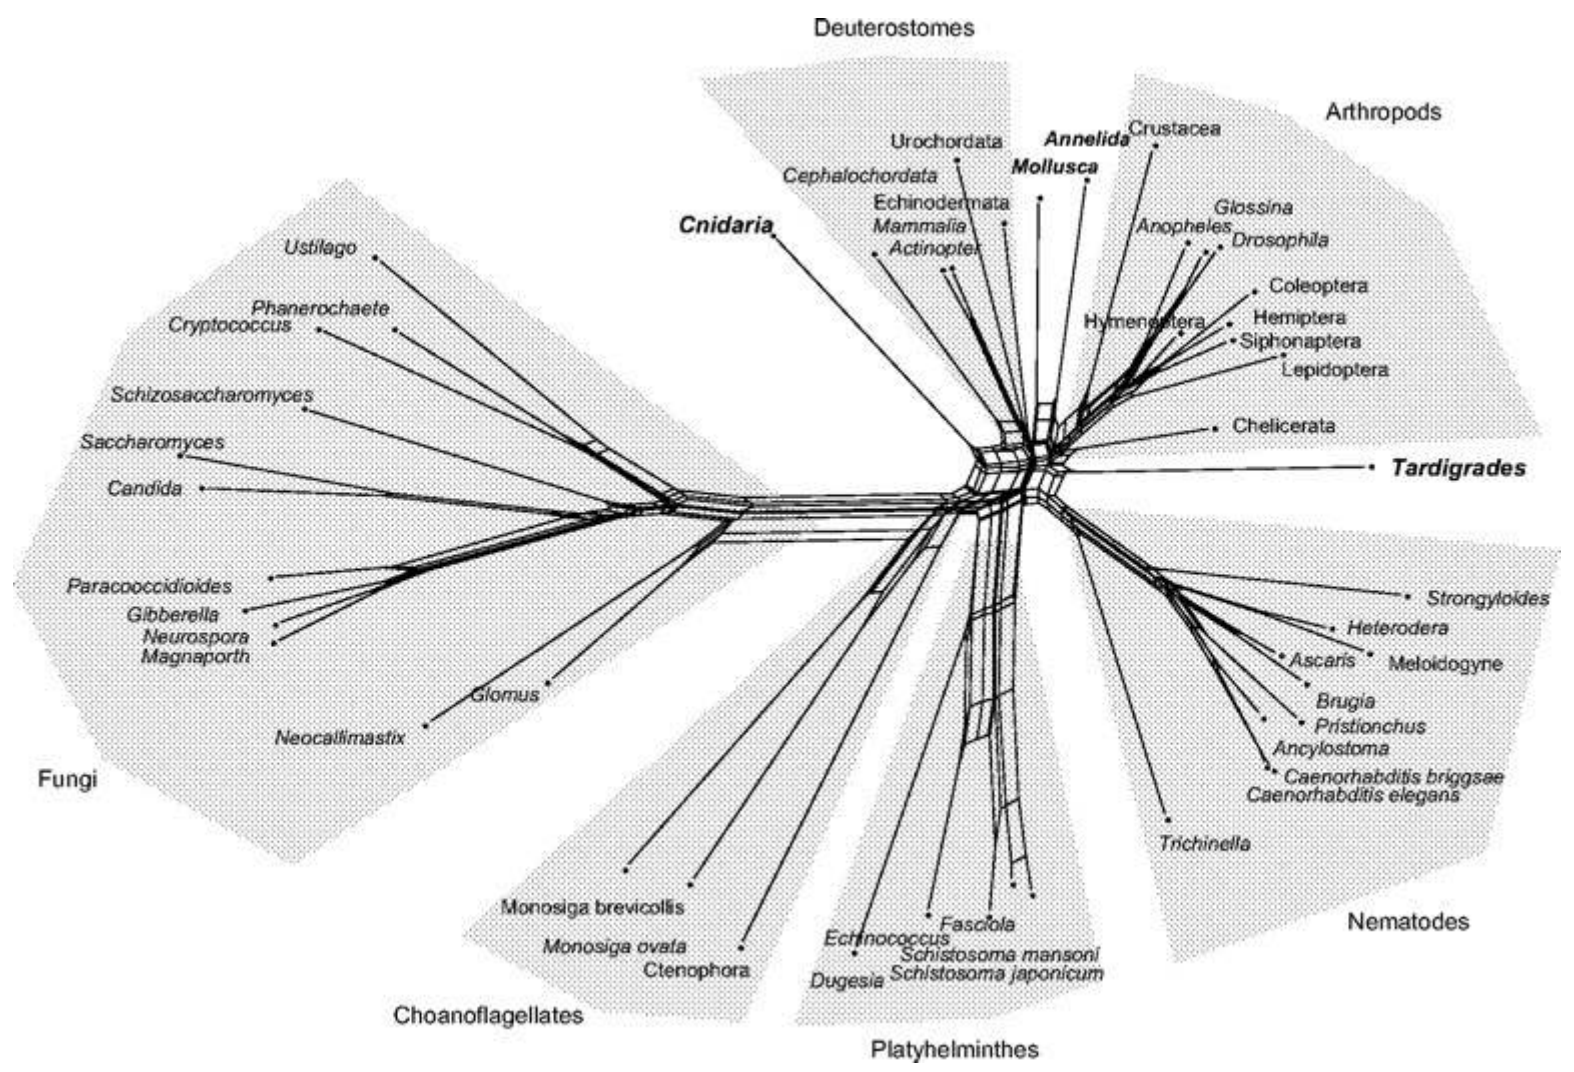 Deuterostomes
Arthropods
Urochordata
Annelida
Crustacea
Mollusca
Cephalochordata
Echinodermata
Mammalia
Actinopter
Cnidaria
Glossina
Anopheles
Drosophila
Coleoptera
Hymenoptera
Hemiptera
Siphonaptera
Lepidoptera
Chelicerata
Tardigrades
Ustilago
Phanerochaete
Cryptococcus
Schizosaccharomyces
Saccharomyces
Candida
Paracooccidioides
Gibberella
Neurospora
Magnaporth
Glomus
Neocallimastix
Fungi
Monosiga brevicollis
Monosiga ovata
Ctenophora
Choanoflagellates
Fasciola
Echinococcus
Schistosoma mansoni
Schistosoma japonicum
Dugesia
Platyhelminthes
Strongyloides
Heterodera
Ascaris
Meloidogyne
Brugia
Pristionchus
Ancylostoma
Caenorhabditis briggsae
Caenorhabditis elegans
Trichinella
Nematodes